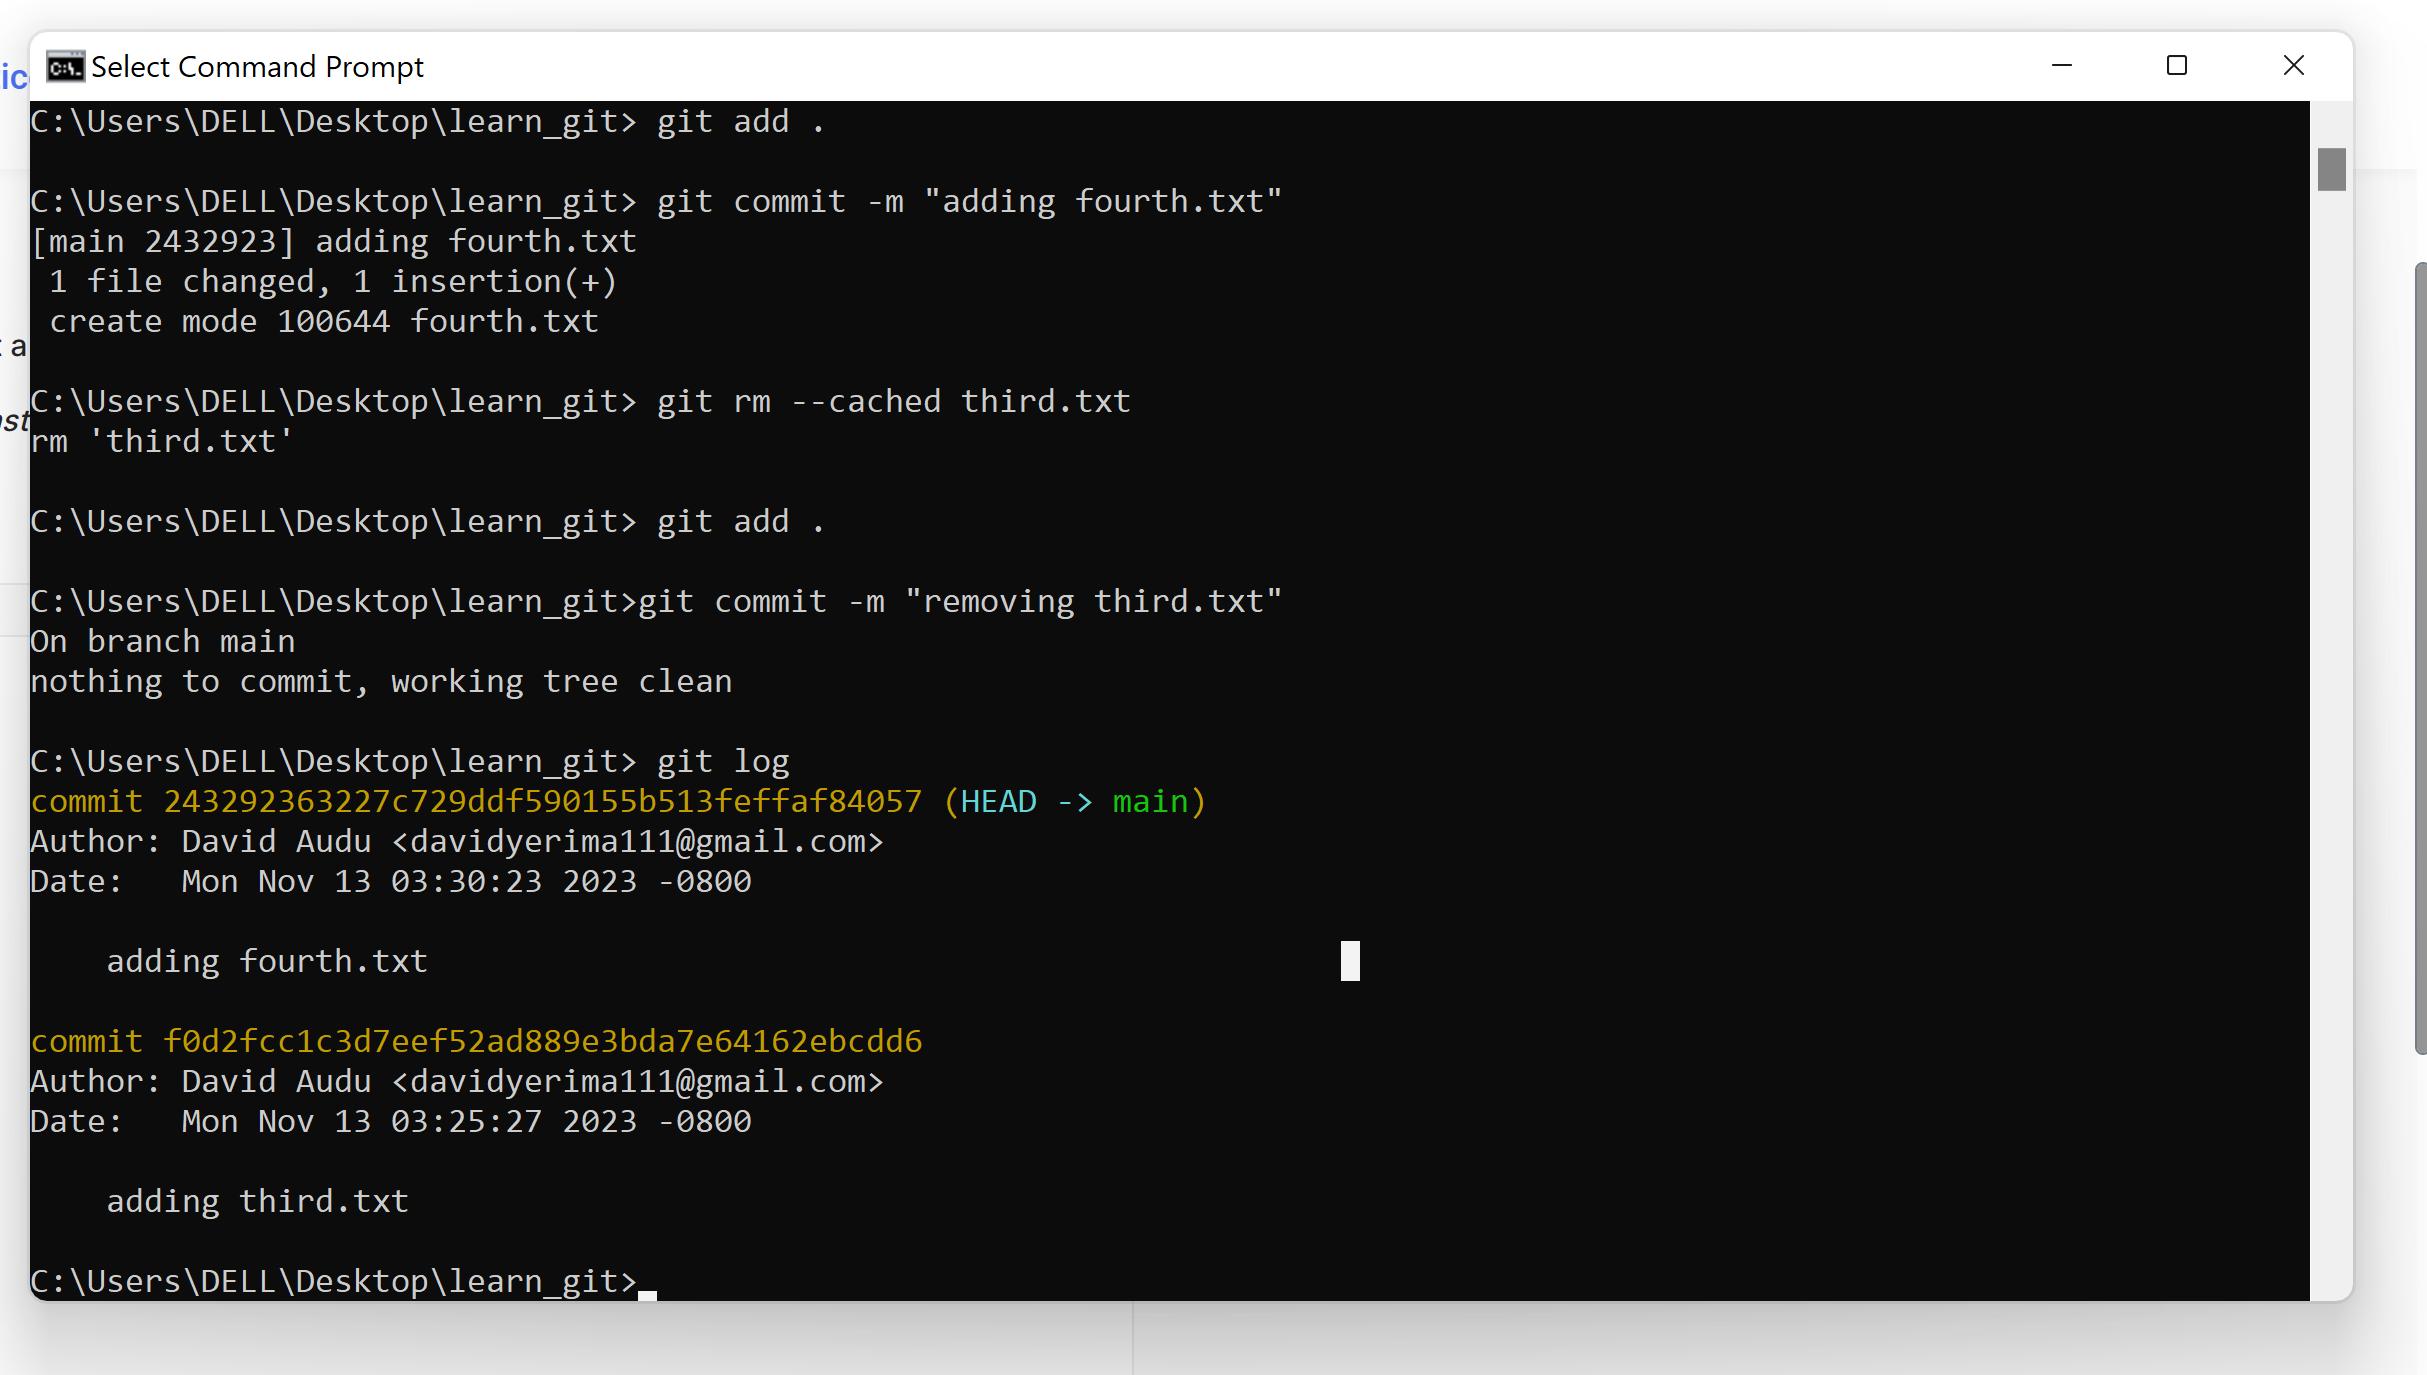 Select Command Prompt
C:\Users\DELL\Desktop\learn_git> git add .
C:\Users\DELL\Desktop\learn_git> git commit -m "adding fourth.txt"
[main 2432923] adding fourth.txt
 1 file changed, 1 insertion(+)
 create mode 100644 fourth.txt
C:\Users\DELL\Desktop\learn_git> git rm --cached third.txt
rm 'third.txt'
C:\Users\DELL\Desktop\learn_git> git add .
C:\Users\DELL\Desktop\learn_git>git commit -m "removing third.txt"
On branch main
nothing to commit, working tree clean
C:\Users\DELL\Desktop\learn_git> git log
commit 243292363227c729ddf590155b513feffaf84057 (HEAD -> main)
Author: David Audu <davidyerima111@gmail.com>
Date:   Mon Nov 13 03:30:23 2023 -0800
    adding fourth.txt
commit f0d2fcc1c3d7eef52ad889e3bda7e64162ebcdd6
Author: David Audu <davidyerima111@gmail.com>
Date:   Mon Nov 13 03:25:27 2023 -0800
    adding third.txt
C:\Users\DELL\Desktop\learn_git>